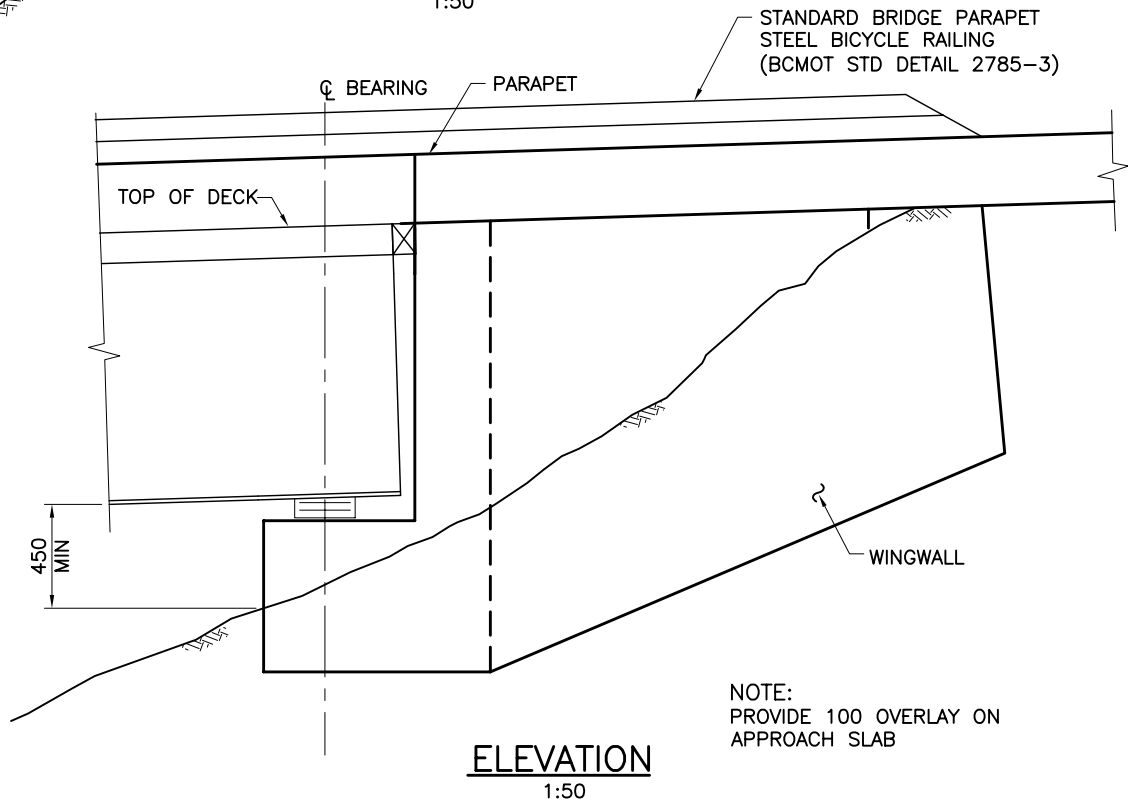 1:50
STANDARD BRIDGE PARAPET
STEEL BICYCLE RAILING
(BCMOT STD DETAIL 2785-3)
℄ BEARING
PARAPET
TOP OF DECK
450
MIN
WINGWALL
NOTE:
PROVIDE 100 OVERLAY ON
APPROACH SLAB
ELEVATION
1:50